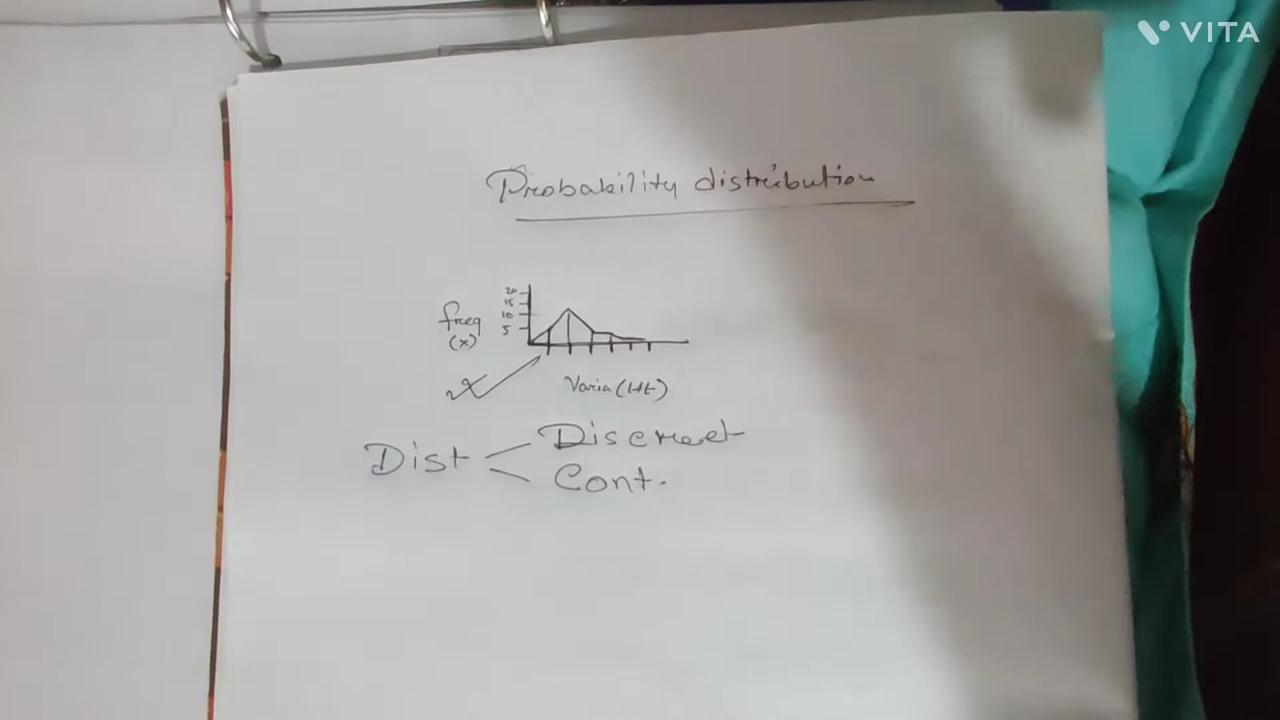 VITA
Probability distribution
20
15
10
5
freq
(x)
x
Varia (Ht)
Dist
Discreet
Cont.